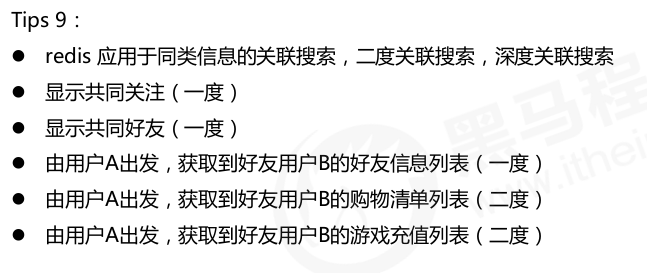 Tips 9：
● redis 应用于同类信息的关联搜索，二度关联搜索，深度关联搜索
● 显示共同关注（一度）
● 显示共同好友（一度）
● 由用户A出发，获取到好友用户B的好友信息列表（一度）
● 由用户A出发，获取到好友用户B的购物清单列表（二度）
● 由用户A出发，获取到好友用户B的游戏充值列表（二度）
黑马程
www.ithei